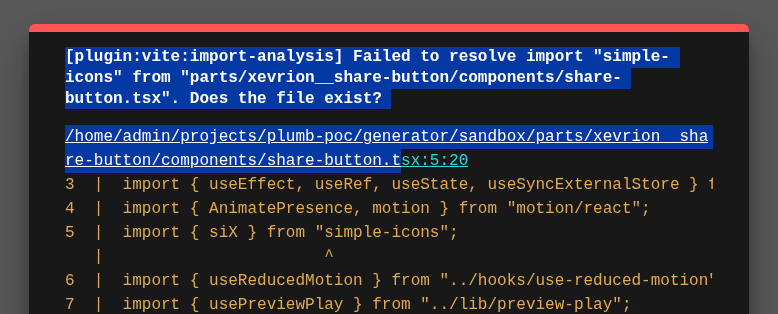 [plugin:vite:import-analysis] Failed to resolve import "simple-
icons" from "parts/xevrion__share-button/components/share-
button.tsx". Does the file exist?
/home/admin/projects/plumb-poc/generator/sandbox/parts/xevrion__sha
re-button/components/share-button.tsx:5:20
3  |  import { useEffect, useRef, useState, useSyncExternalStore } f
4  |  import { AnimatePresence, motion } from "motion/react";
5  |  import { siX } from "simple-icons";
   |                       ^
6  |  import { useReducedMotion } from "../hooks/use-reduced-motion"
7  |  import { usePreviewPlay } from "../lib/preview-play";